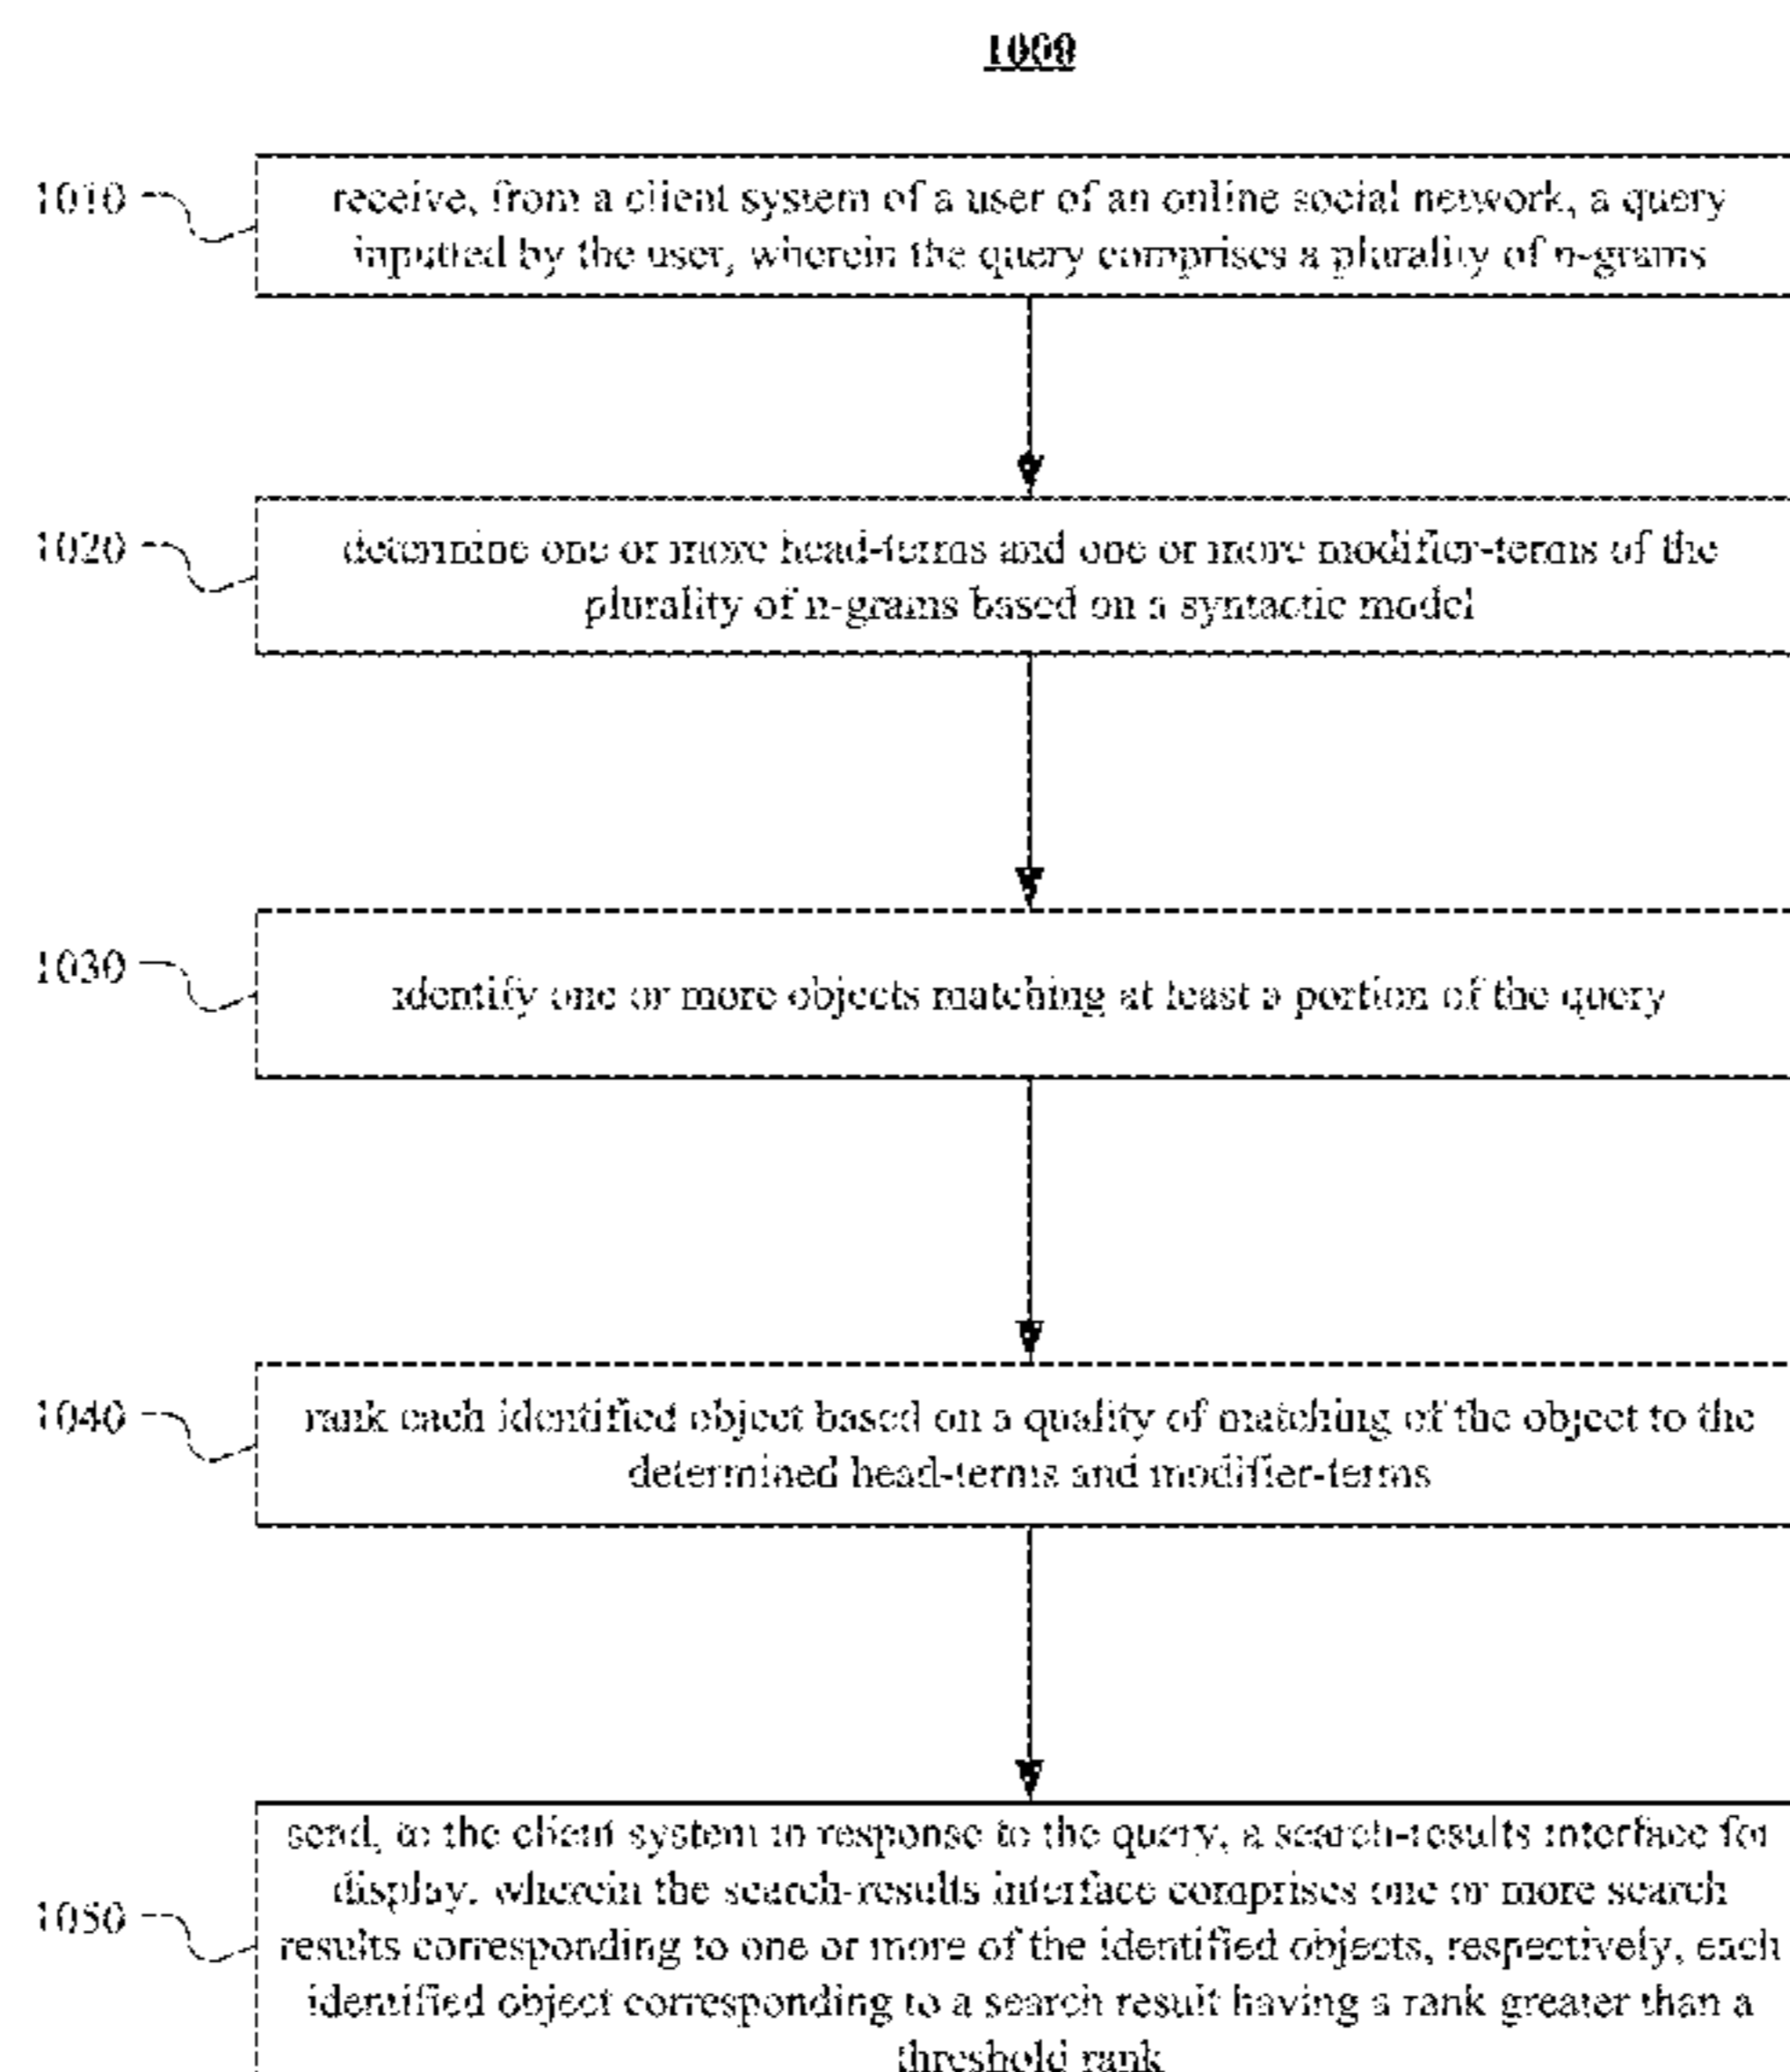 1000
1010
receive, from a client system of a user of an online social network, a query
inputted by the user, wherein the query comprises a plurality of n-grams
1020
determine one or more head-terms and one or more modifier-terms of the
plurality of n-grams based on a syntactic model
1030
identify one or more objects matching at least a portion of the query
1040
rank each identified object based on a quality of matching of the object to the
determined head-terms and modifier-terms
1050
send, to the client system in response to the query, a search-results interface for
display, wherein the search-results interface comprises one or more search
results corresponding to one or more of the identified objects, respectively, each
identified object corresponding to a search result having a rank greater than a
threshold rank